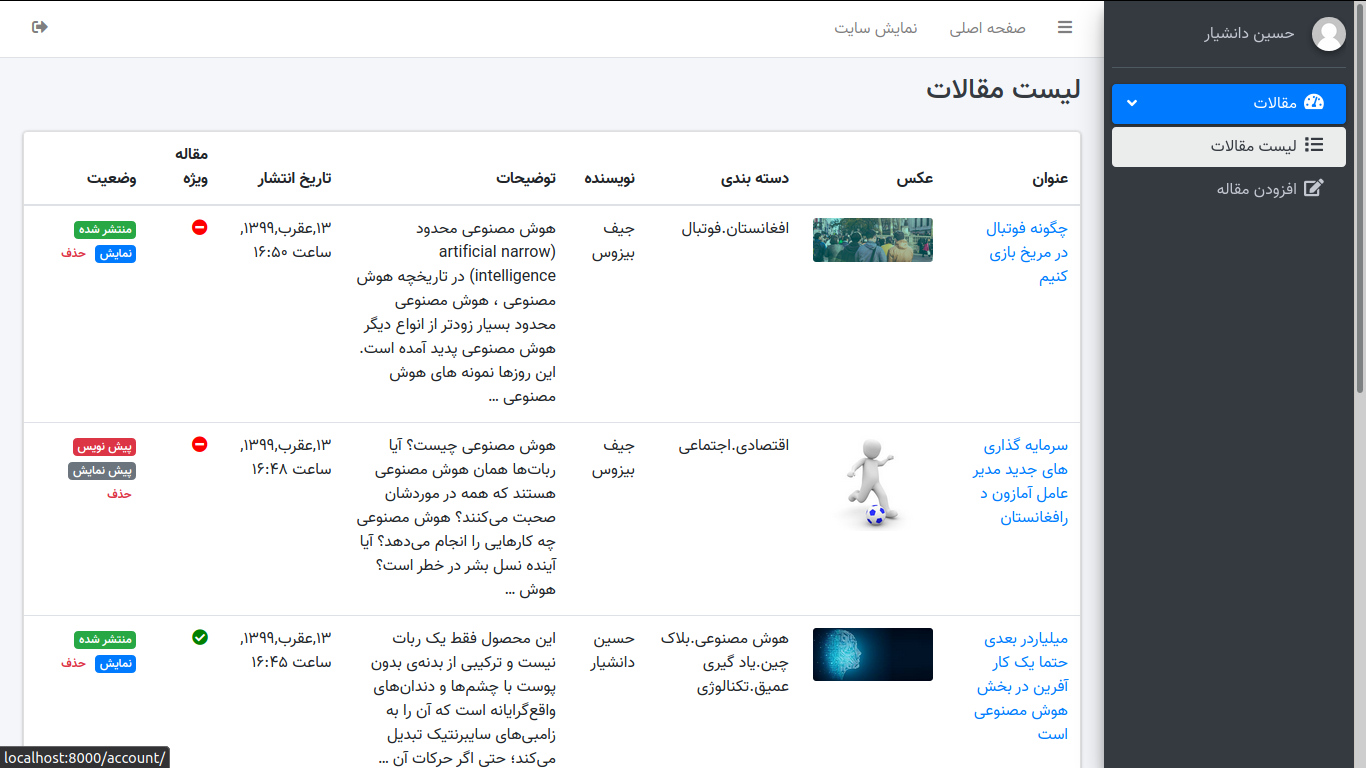 حسین دانشیار
مقالات
لیست مقالات
افزودن مقاله
صفحه اصلی
نمایش سایت
لیست مقالات
عنوان
عکس
دسته بندی
نویسنده
توضیحات
تاریخ انتشار
مقاله
ویژه
وضعیت
چگونه فوتبال
در مریخ بازی
کنیم
افغانستان.فوتبال
جیف
بیزوس
هوش مصنوعی محدود
(artificial narrow
intelligence) در تاریخچه هوش
مصنوعی ، هوش مصنوعی
محدود بسیار زودتر از انواع دیگر
هوش مصنوعی پدید آمده است.
این روزها نمونه های هوش
مصنوعی ...
۱۳,عقرب,۱۳۹۹,
ساعت ۱۶:۵۰
منتشر شده
نمایش حذف
سرمایه گذاری
های جدید مدیر
عامل آمازون د
رافغانستان
اقتصادی.اجتماعی
جیف
بیزوس
هوش مصنوعی چیست؟ آیا
ربات‌ها همان هوش مصنوعی
هستند که همه در موردشان
صحبت می‌کنند؟ هوش مصنوعی
چه کارهایی را انجام می‌دهد؟ آیا
آینده نسل بشر در خطر است؟
هوش ...
۱۳,عقرب,۱۳۹۹,
ساعت ۱۶:۴۸
پیش نویس
پیش نمایش
حذف
میلیاردر بعدی
حتما یک کار
آفرین در بخش
هوش مصنوعی
است
هوش مصنوعی.بلاک
چین.یاد گیری
عمیق.تکنالوژی
حسین
دانشیار
این محصول فقط یک ربات
نیست و ترکیبی از بدنه‌ی بدون
پوست با چشم‌ها و دندان‌های
واقع‌گرایانه است که آن را به
زامبی‌های سایبرنتیک تبدیل
می‌کند؛ حتی اگر حرکات آن ...
۱۳,عقرب,۱۳۹۹,
ساعت ۱۶:۴۵
منتشر شده
نمایش حذف
localhost:8000/account/